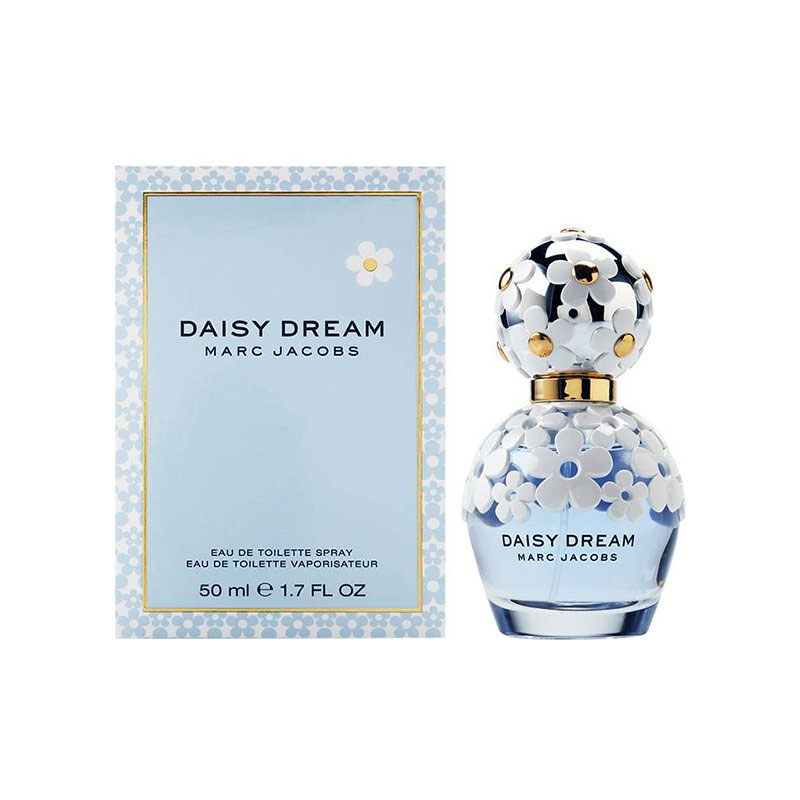 DAISY DREAM
MARC JACOBS
EAU DE TOILETTE SPRAY
EAU DE TOILETTE VAPORISATEUR
50 ml ℮ 1.7 FL OZ
DAISY DREAM
MARC JACOBS